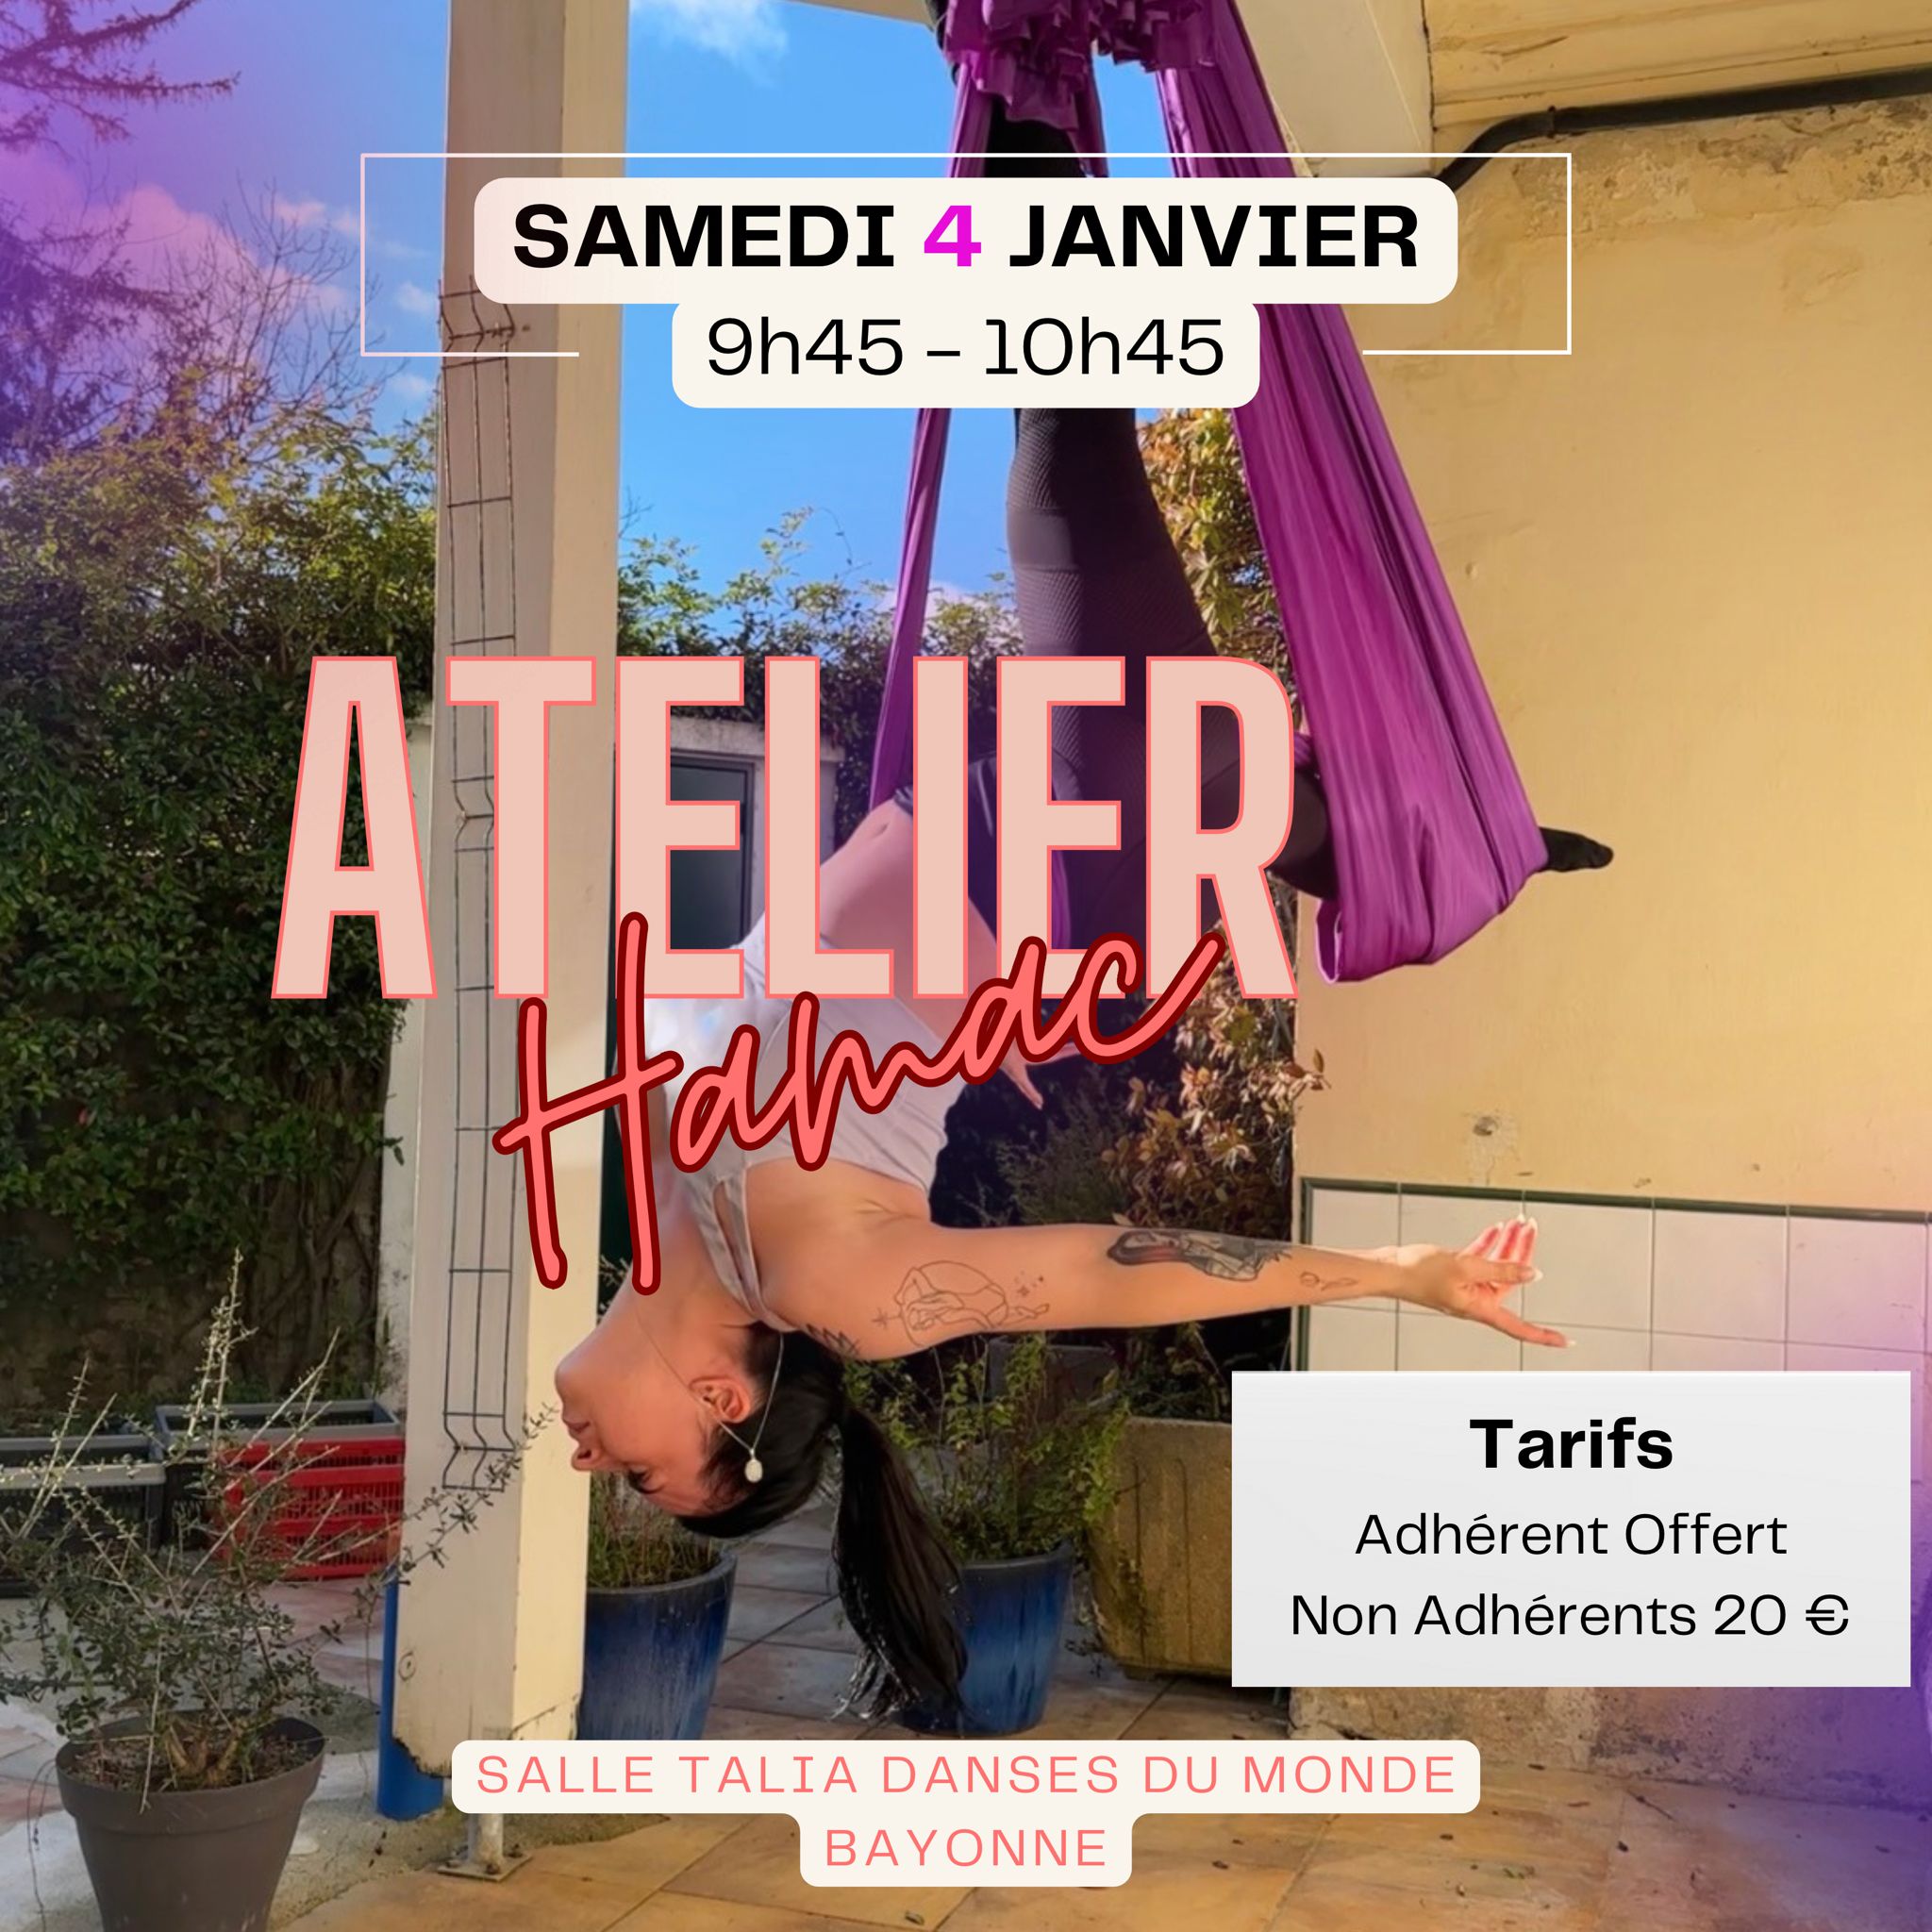 SAMEDI 4 JANVIER
9h45 - 10h45
ATELIER
Hamac
Tarifs
Adhérent Offert
Non Adhérents 20 €
SALLE TALIA DANSES DU MONDE
BAYONNE